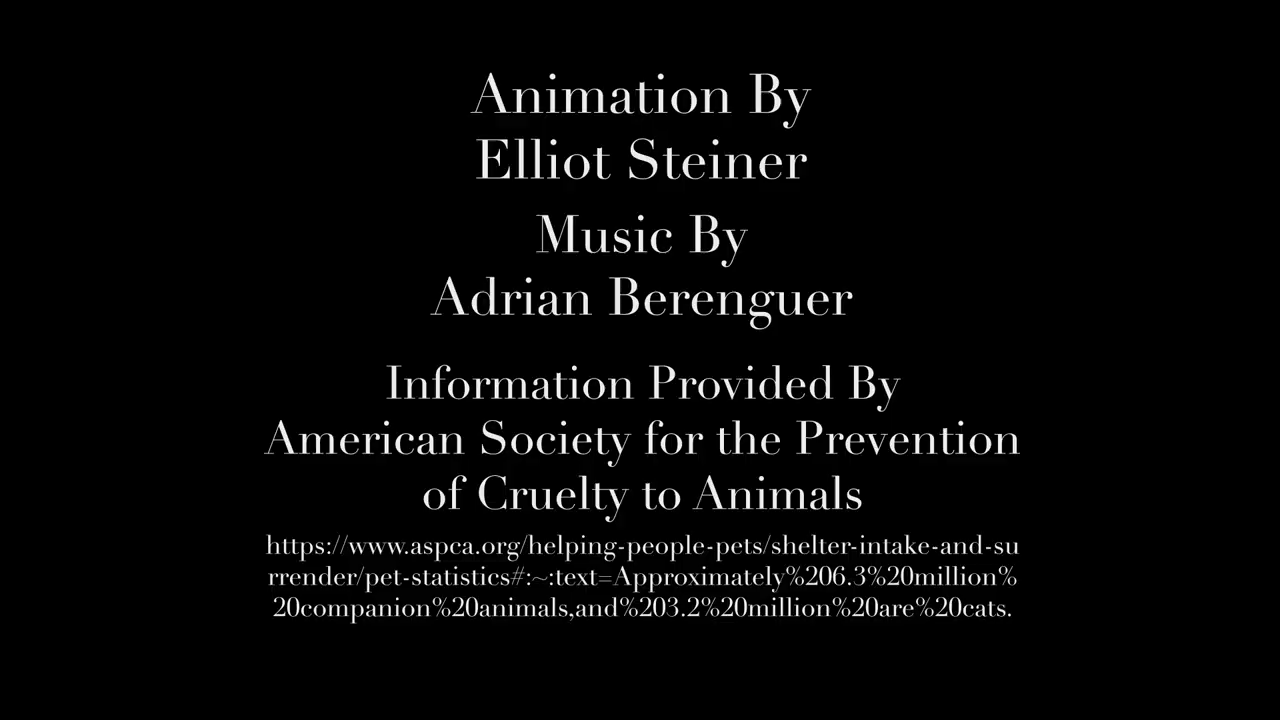 Animation By
Elliot Steiner
Music By
Adrian Berenguer
Information Provided By
American Society for the Prevention
of Cruelty to Animals
https://www.aspca.org/helping-people-pets/shelter-intake-and-su
rrender/pet-statistics#:~:text=Approximately%206.3%20million%
20companion%20animals,and%203.2%20million%20are%20cats.